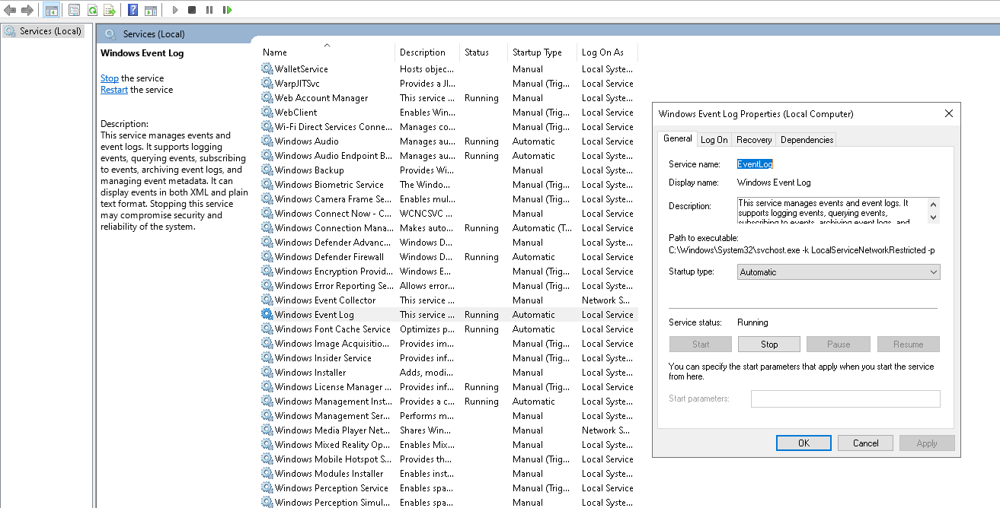 Services (Local)
Services (Local)
Windows Event Log
Stop the service
Restart the service
Description:
This service manages events and
event logs. It supports logging
events, querying events, subscribing
to events, archiving event logs, and
managing event metadata. It can
display events in both XML and plain
text format. Stopping this service
may compromise security and
reliability of the system.
Name Description Status Startup Type Log On As
WalletService Hosts objec... Manual Local Syste...
WarpJITSvc Provides a JI... Manual (Trig... Local Service
Web Account Manager This service ... Running Manual Local Syste...
WebClient Enables Win... Manual (Trig... Local Service
Wi-Fi Direct Services Conne... Manages co... Manual (Trig... Local Service
Windows Audio Manages au... Running Automatic Local Service
Windows Audio Endpoint B... Manages au... Running Automatic Local Syste...
Windows Backup Provides Wi... Manual Local Syste...
Windows Biometric Service The Windo... Manual (Trig... Local Syste...
Windows Camera Frame Se... Enables mul... Manual (Trig... Local Syste...
Windows Connect Now - C... WCNCSVC ... Manual Local Service
Windows Connection Mana... Makes auto... Running Automatic (T... Local Service
Windows Defender Advanc... Windows D... Manual Local Syste...
Windows Defender Firewall Windows D... Running Automatic Local Service
Windows Encryption Provid... Windows E... Manual (Trig... Local Service
Windows Error Reporting Se... Allows error... Manual (Trig... Local Syste...
Windows Event Collector This service ... Manual Network S...
Windows Event Log This service ... Running Automatic Local Service
Windows Font Cache Service Optimizes p... Running Automatic Local Service
Windows Image Acquisitio... Provides im... Manual (Trig... Local Service
Windows Insider Service Provides inf... Manual (Trig... Local Syste...
Windows Installer Adds, modi... Manual Local Syste...
Windows License Manager ... Provides inf... Running Manual (Trig... Local Service
Windows Management Inst... Provides a c... Running Automatic Local Syste...
Windows Management Ser... Performs m... Manual Local Syste...
Windows Media Player Net... Shares Win... Manual Network S...
Windows Mixed Reality Op... Enables Mix... Manual Local Syste...
Windows Mobile Hotspot S... Provides th... Manual (Trig... Local Service
Windows Modules Installer Enables inst... Manual Local Syste...
Windows Perception Service Enables spa... Manual (Trig... Local Service
Windows Perception Simul... Enables spa... Manual Local Syste...
Windows Event Log Properties (Local Computer)
General Log On Recovery Dependencies
Service name: EventLog
Display name: Windows Event Log
Description: This service manages events and event logs. It
supports logging events, querying events,
subscribing to events, archiving event logs, and
Path to executable:
C:\Windows\System32\svchost.exe -k LocalServiceNetworkRestricted -p
Startup type: Automatic
Service status: Running
Start Stop Pause Resume
You can specify the start parameters that apply when you start the service
from here.
Start parameters:
OK Cancel Apply